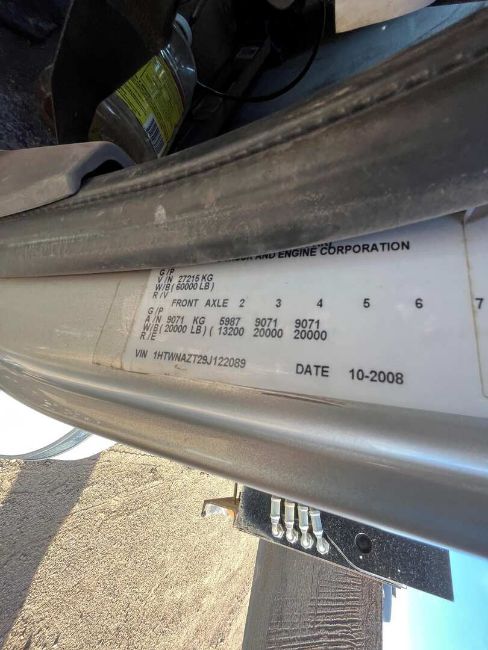 AND ENGINE CORPORATION
G/P
V/N 27215 KG
W/B( 60000 LB)
R/V
FRONT AXLE 2 3 4 5 6 7
G/P
A/N 9071 KG 5987 9071 9071
W/B( 20000 LB)( 13200 20000 20000
R/E
VIN 1HTWNAZT29J122089 DATE 10-2008